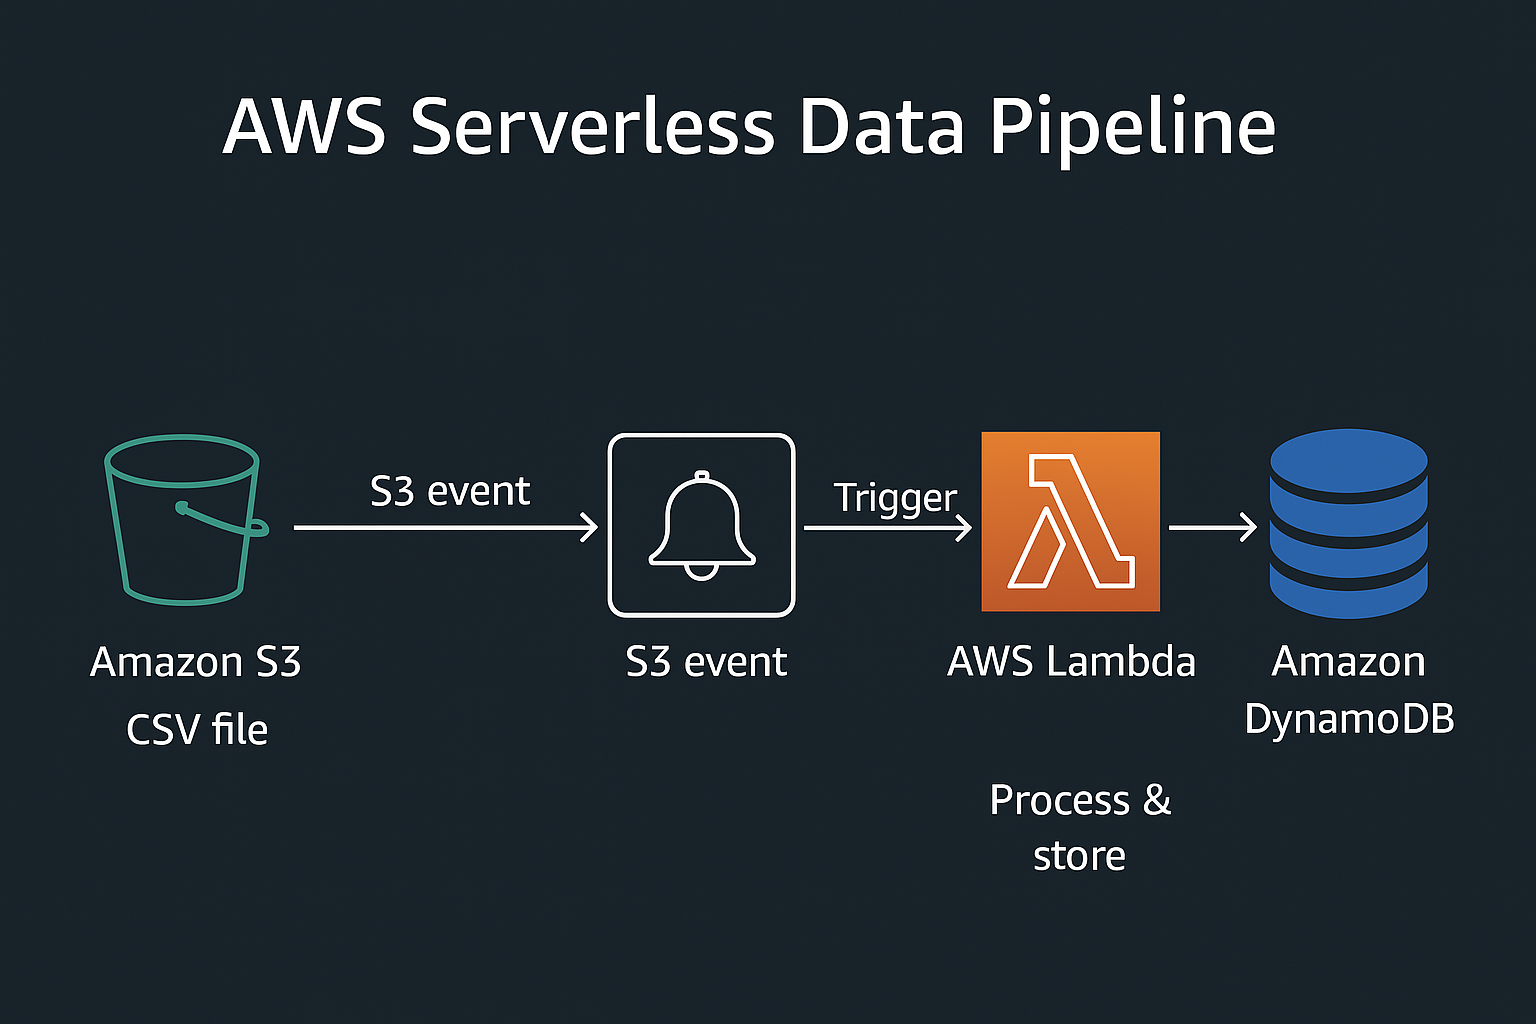 AWS Serverless Data Pipeline
S3 event
Trigger
Amazon S3
CSV file
S3 event
AWS Lambda
Process &
store
Amazon
DynamoDB